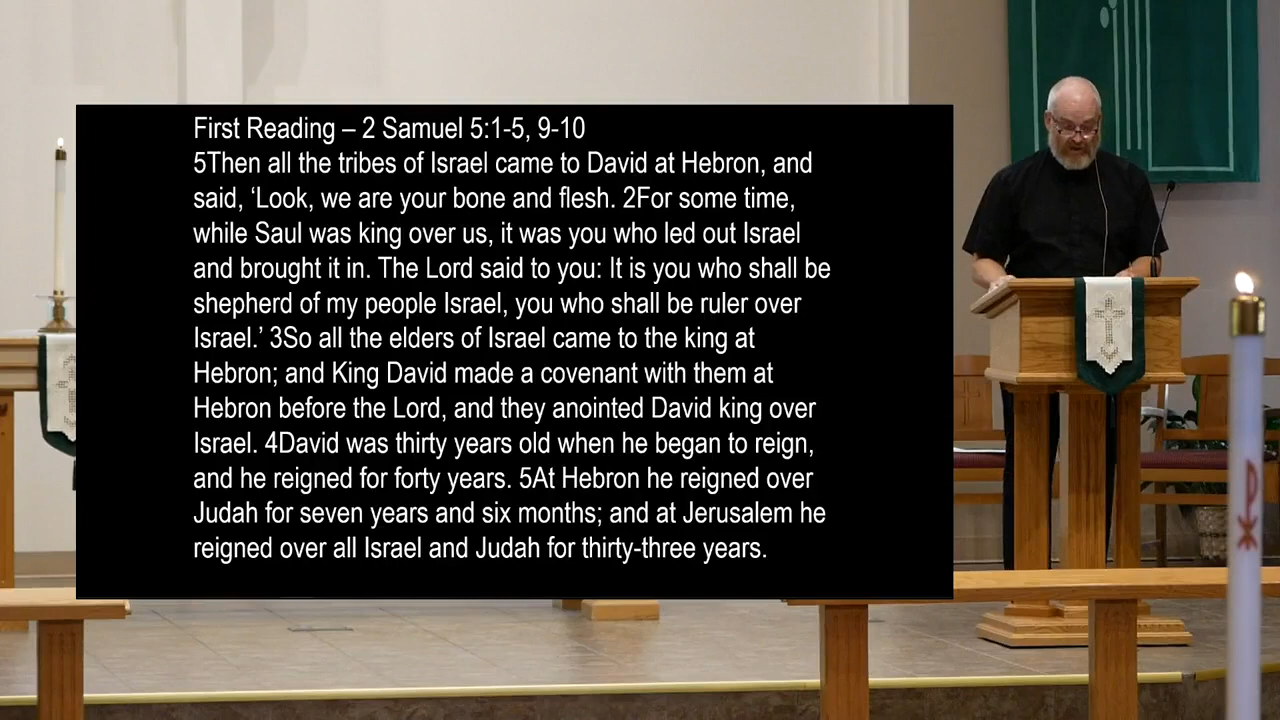 First Reading – 2 Samuel 5:1-5, 9-10
5Then all the tribes of Israel came to David at Hebron, and
said, ‘Look, we are your bone and flesh. 2For some time,
while Saul was king over us, it was you who led out Israel
and brought it in. The Lord said to you: It is you who shall be
shepherd of my people Israel, you who shall be ruler over
Israel.’ 3So all the elders of Israel came to the king at
Hebron; and King David made a covenant with them at
Hebron before the Lord, and they anointed David king over
Israel. 4David was thirty years old when he began to reign,
and he reigned for forty years. 5At Hebron he reigned over
Judah for seven years and six months; and at Jerusalem he
reigned over all Israel and Judah for thirty-three years.